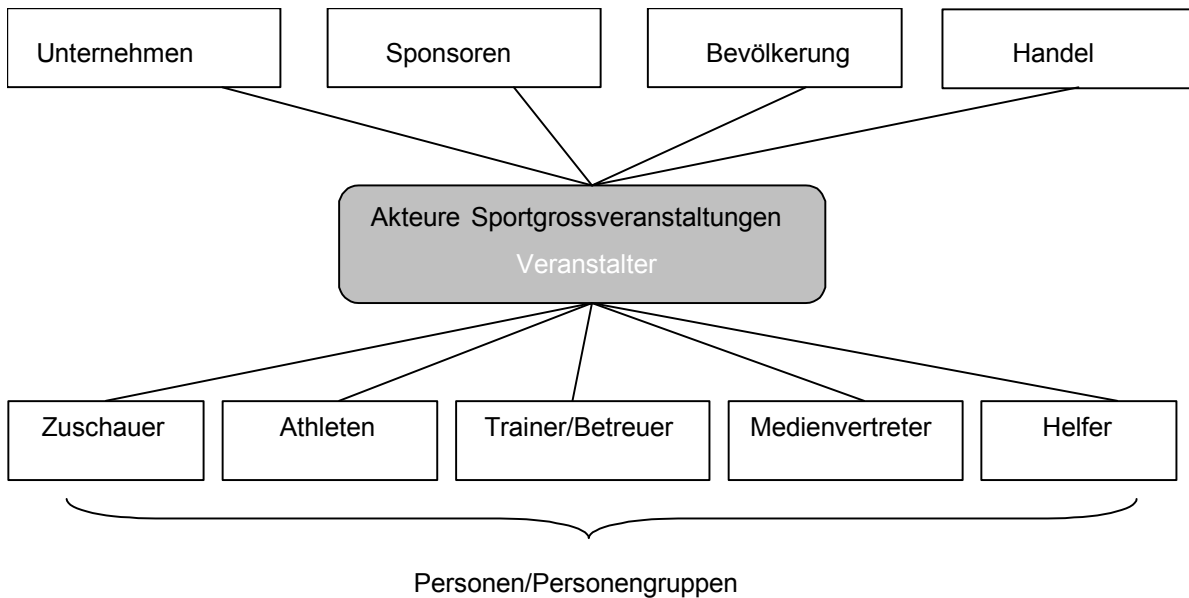 Unternehmen
Sponsoren
Bevölkerung
Handel
Akteure Sportgrossveranstaltungen
Veranstalter
Zuschauer
Athleten
Trainer/Betreuer
Medienvertreter
Helfer
Personen/Personengruppen